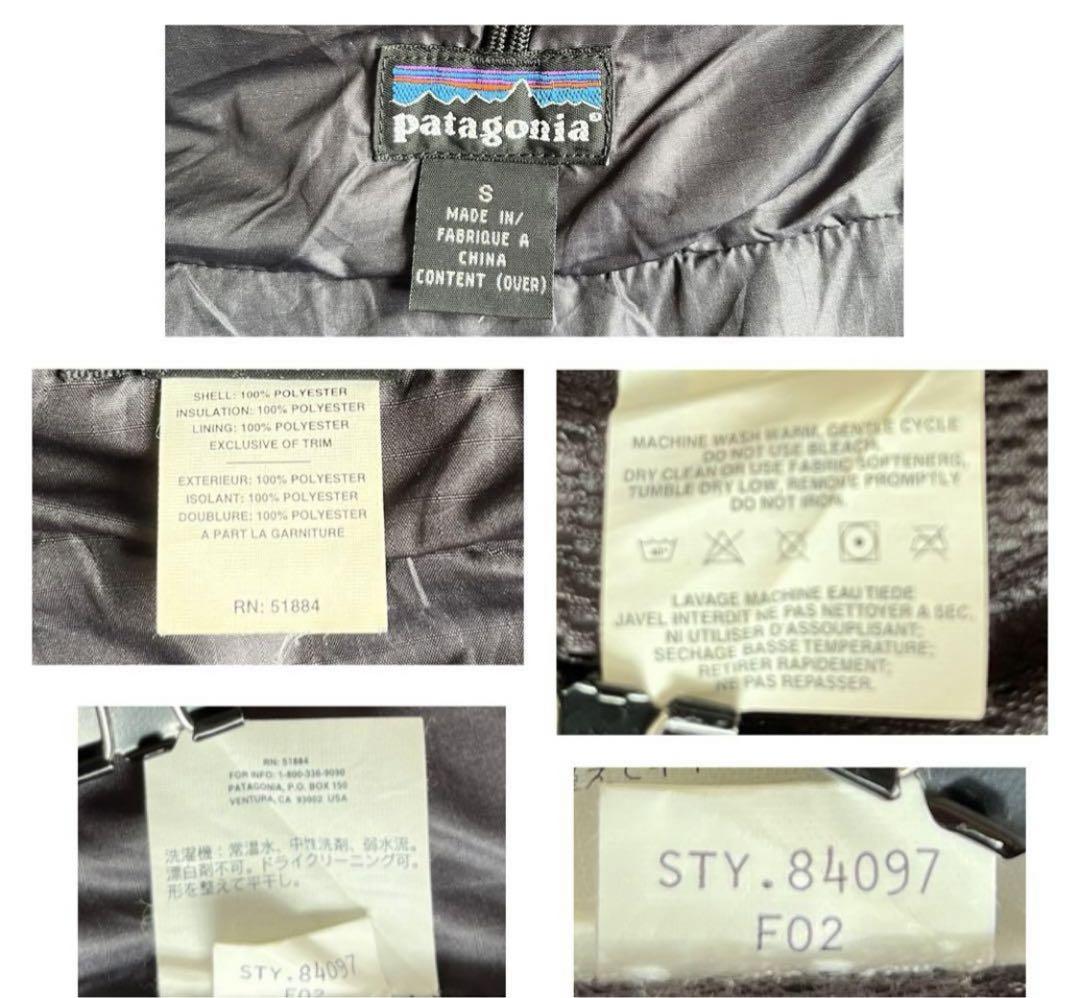 patagonia®
S
MADE IN/
FABRIQUE A
CHINA
CONTENT (OVER)
SHELL: 100% POLYESTER
INSULATION: 100% POLYESTER
LINING: 100% POLYESTER
EXCLUSIVE OF TRIM
EXTERIEUR: 100% POLYESTER
ISOLANT: 100% POLYESTER
DOUBLURE: 100% POLYESTER
A PART LA GARNITURE
RN: 51884
MACHINE WASH WARM, GENTLE CYCLE
DO NOT USE BLEACH,
DRY CLEAN OR USE FABRIC SOFTENERS,
TUMBLE DRY LOW, REMOVE PROMPTLY
DO NOT IRON.
40°
LAVAGE MACHINE EAU TIEDE
JAVEL INTERDIT NE PAS NETTOYER A SEC,
NI UTILISER D'ASSOUPLISANT;
SECHAGE BASSE TEMPERATURE;
RETIRER RAPIDEMENT;
NE PAS REPASSER.
RN: 51884
FOR INFO: 1-800-336-9090
PATAGONIA, P.O. BOX 150
VENTURA, CA 93002 USA
洗濯機：常温水、中性洗剤、弱水流。
漂白剤不可。ドライクリーニング可。
形を整えて平干し。
STY.84097
F02
STY.84097
F02